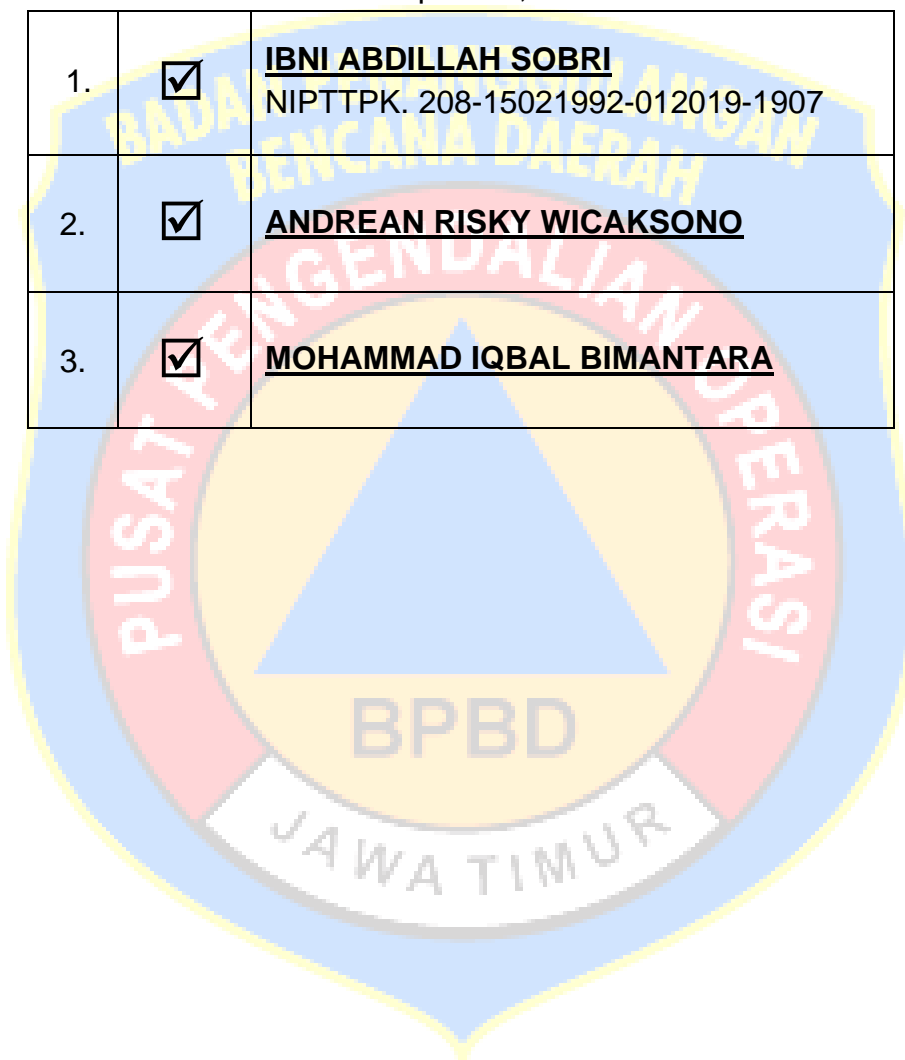 1. ☑ IBNI ABDILLAH SOBRI
NIPTTPK. 208-15021992-012019-1907
2. ☑ ANDREAN RISKY WICAKSONO
3. ☑ MOHAMMAD IQBAL BIMANTARA
BADAN PENANGGULANGAN
BENCANA DAERAH
PUSAT PENGENDALIAN OPERASI
BPBD
JAWA TIMUR